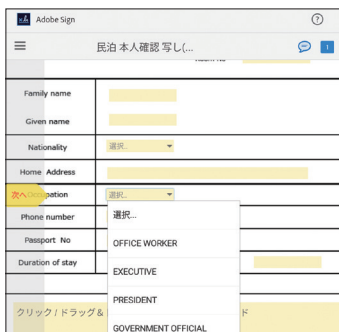 Adobe Sign
民泊 本人確認 写し(...
1
Family name
Given name
Nationality
選択..
Home Address
次へ
Occupation
選択..
選択...
Phone number
OFFICE WORKER
Passport No
EXECUTIVE
Duration of stay
PRESIDENT
クリック / ドラッグ &
ド
GOVERNMENT OFFICIAL